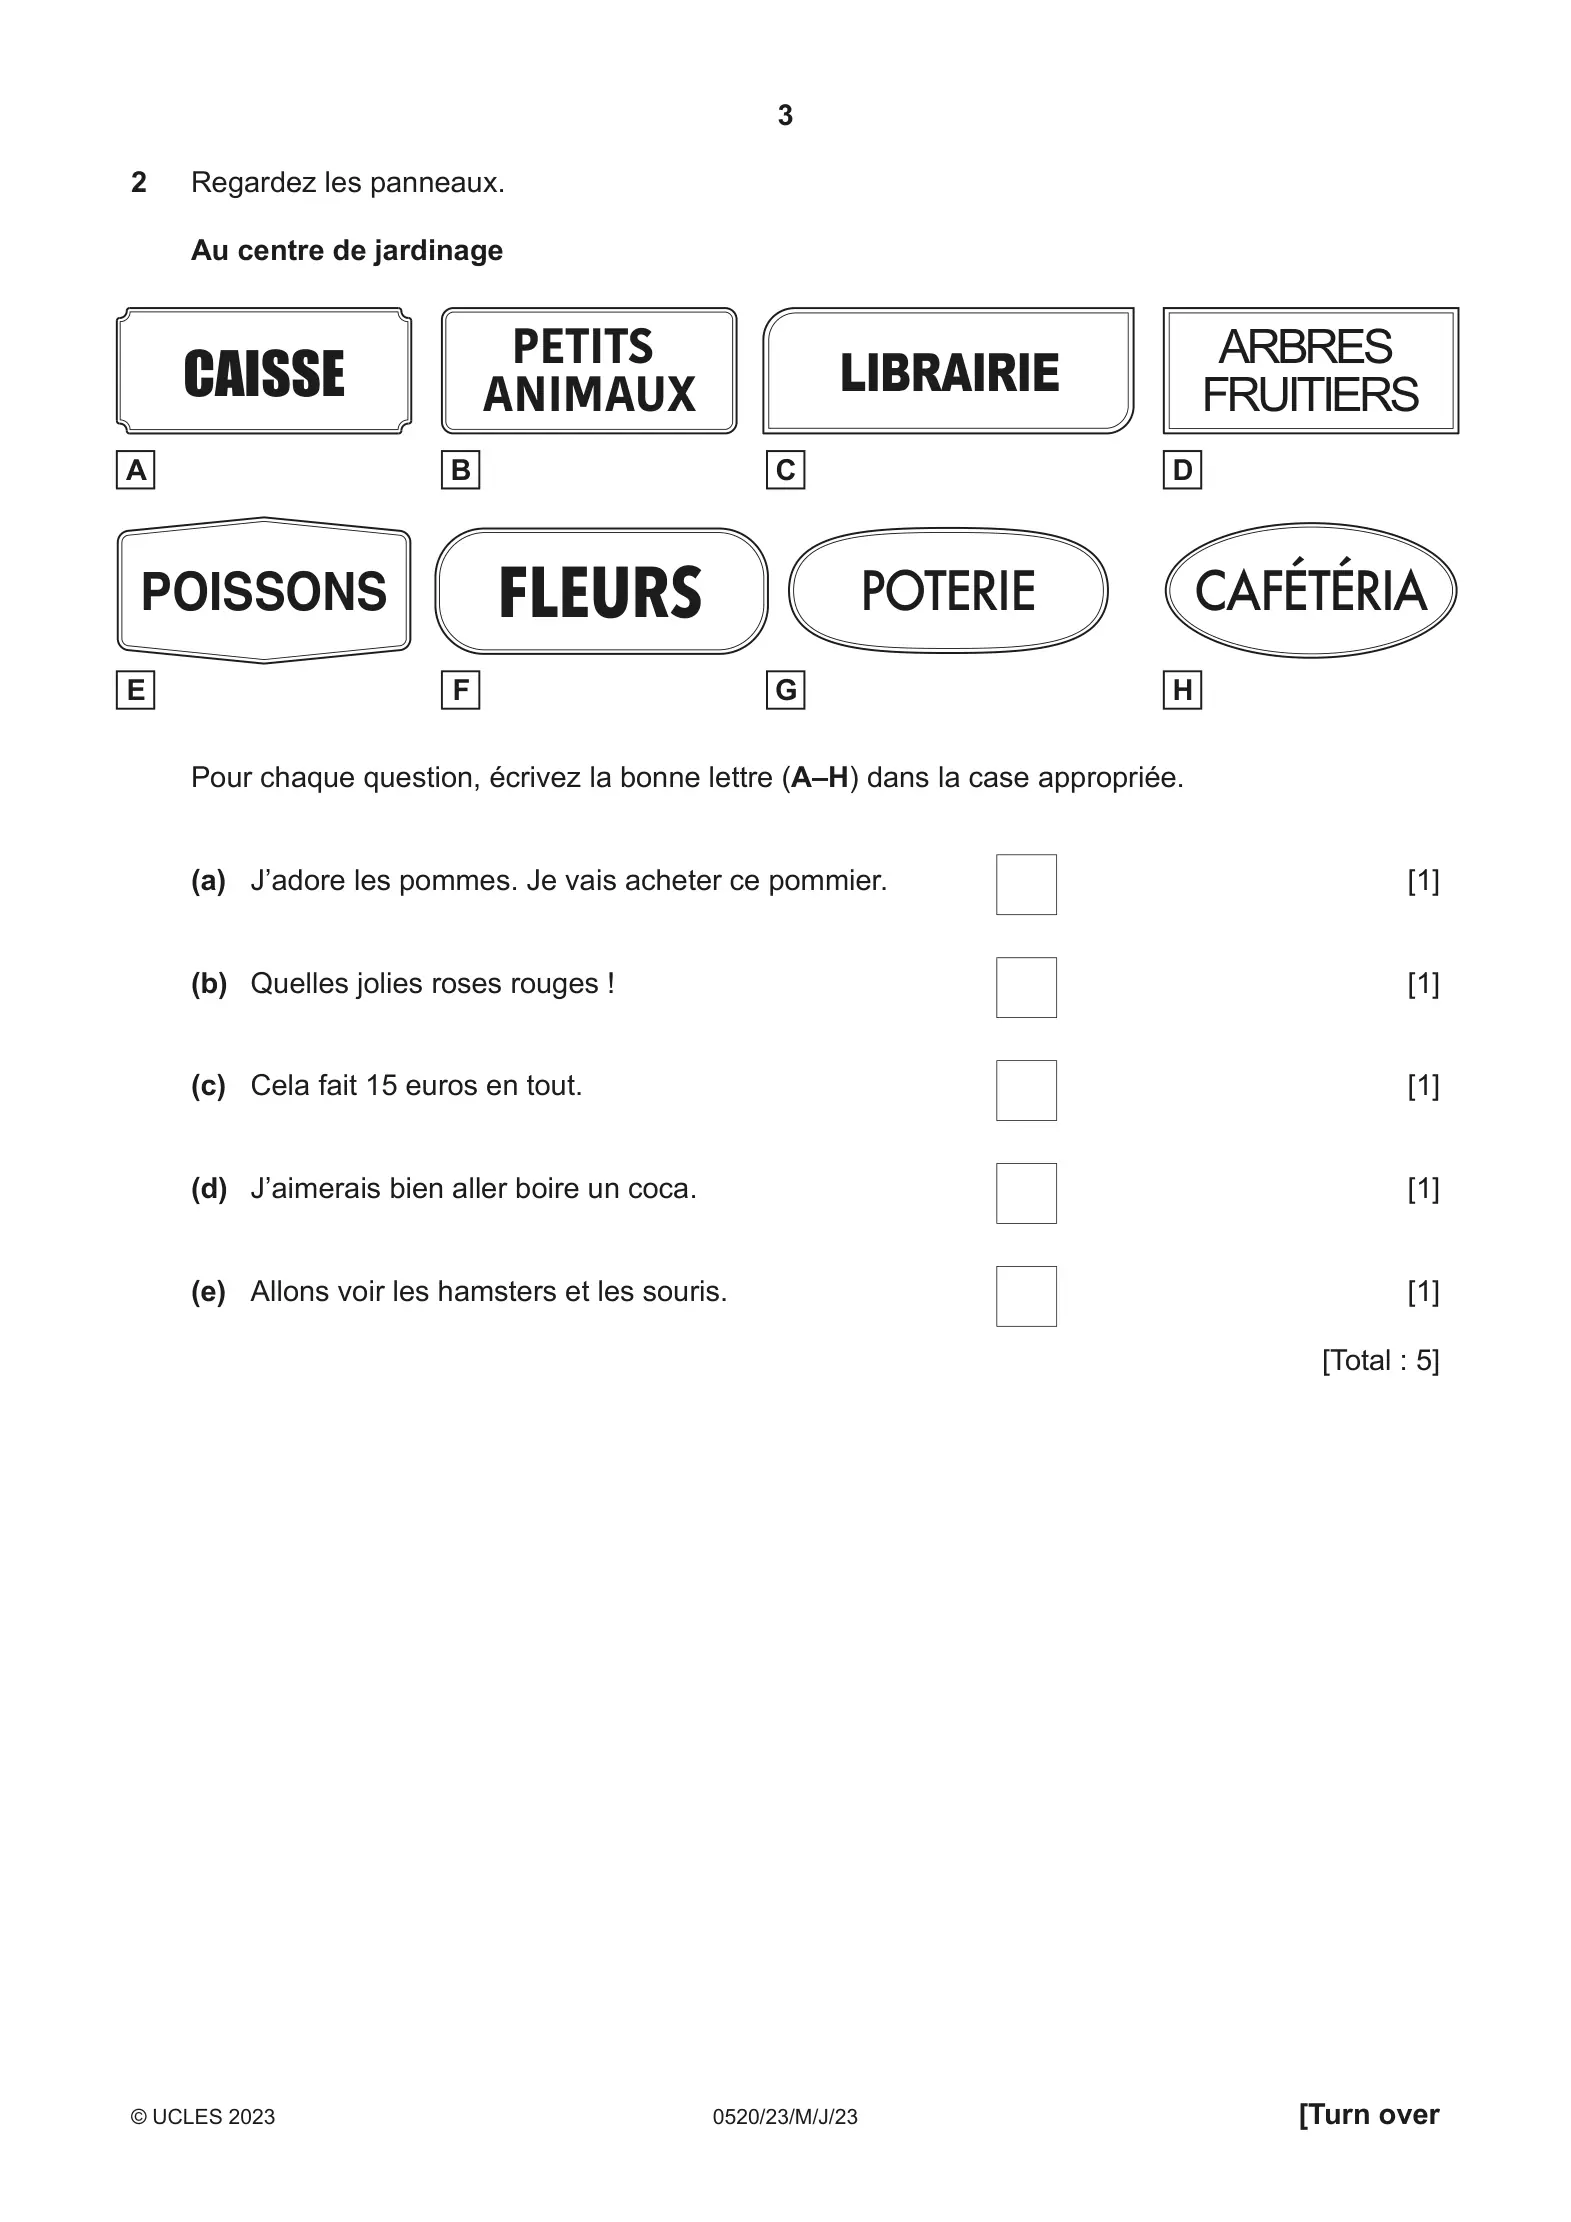 3
2 Regardez les panneaux.
Au centre de jardinage
CAISSE
PETITS
ANIMAUX
LIBRAIRIE
ARBRES
FRUITIERS
A B C D
POISSONS FLEURS POTERIE CAFÉTÉRIA
E F G H
Pour chaque question, écrivez la bonne lettre (A–H) dans la case appropriée.
(a) J’adore les pommes. Je vais acheter ce pommier. [1]
(b) Quelles jolies roses rouges ! [1]
(c) Cela fait 15 euros en tout. [1]
(d) J’aimerais bien aller boire un coca. [1]
(e) Allons voir les hamsters et les souris. [1]
[Total : 5]
© UCLES 2023 0520/23/M/J/23 [Turn over